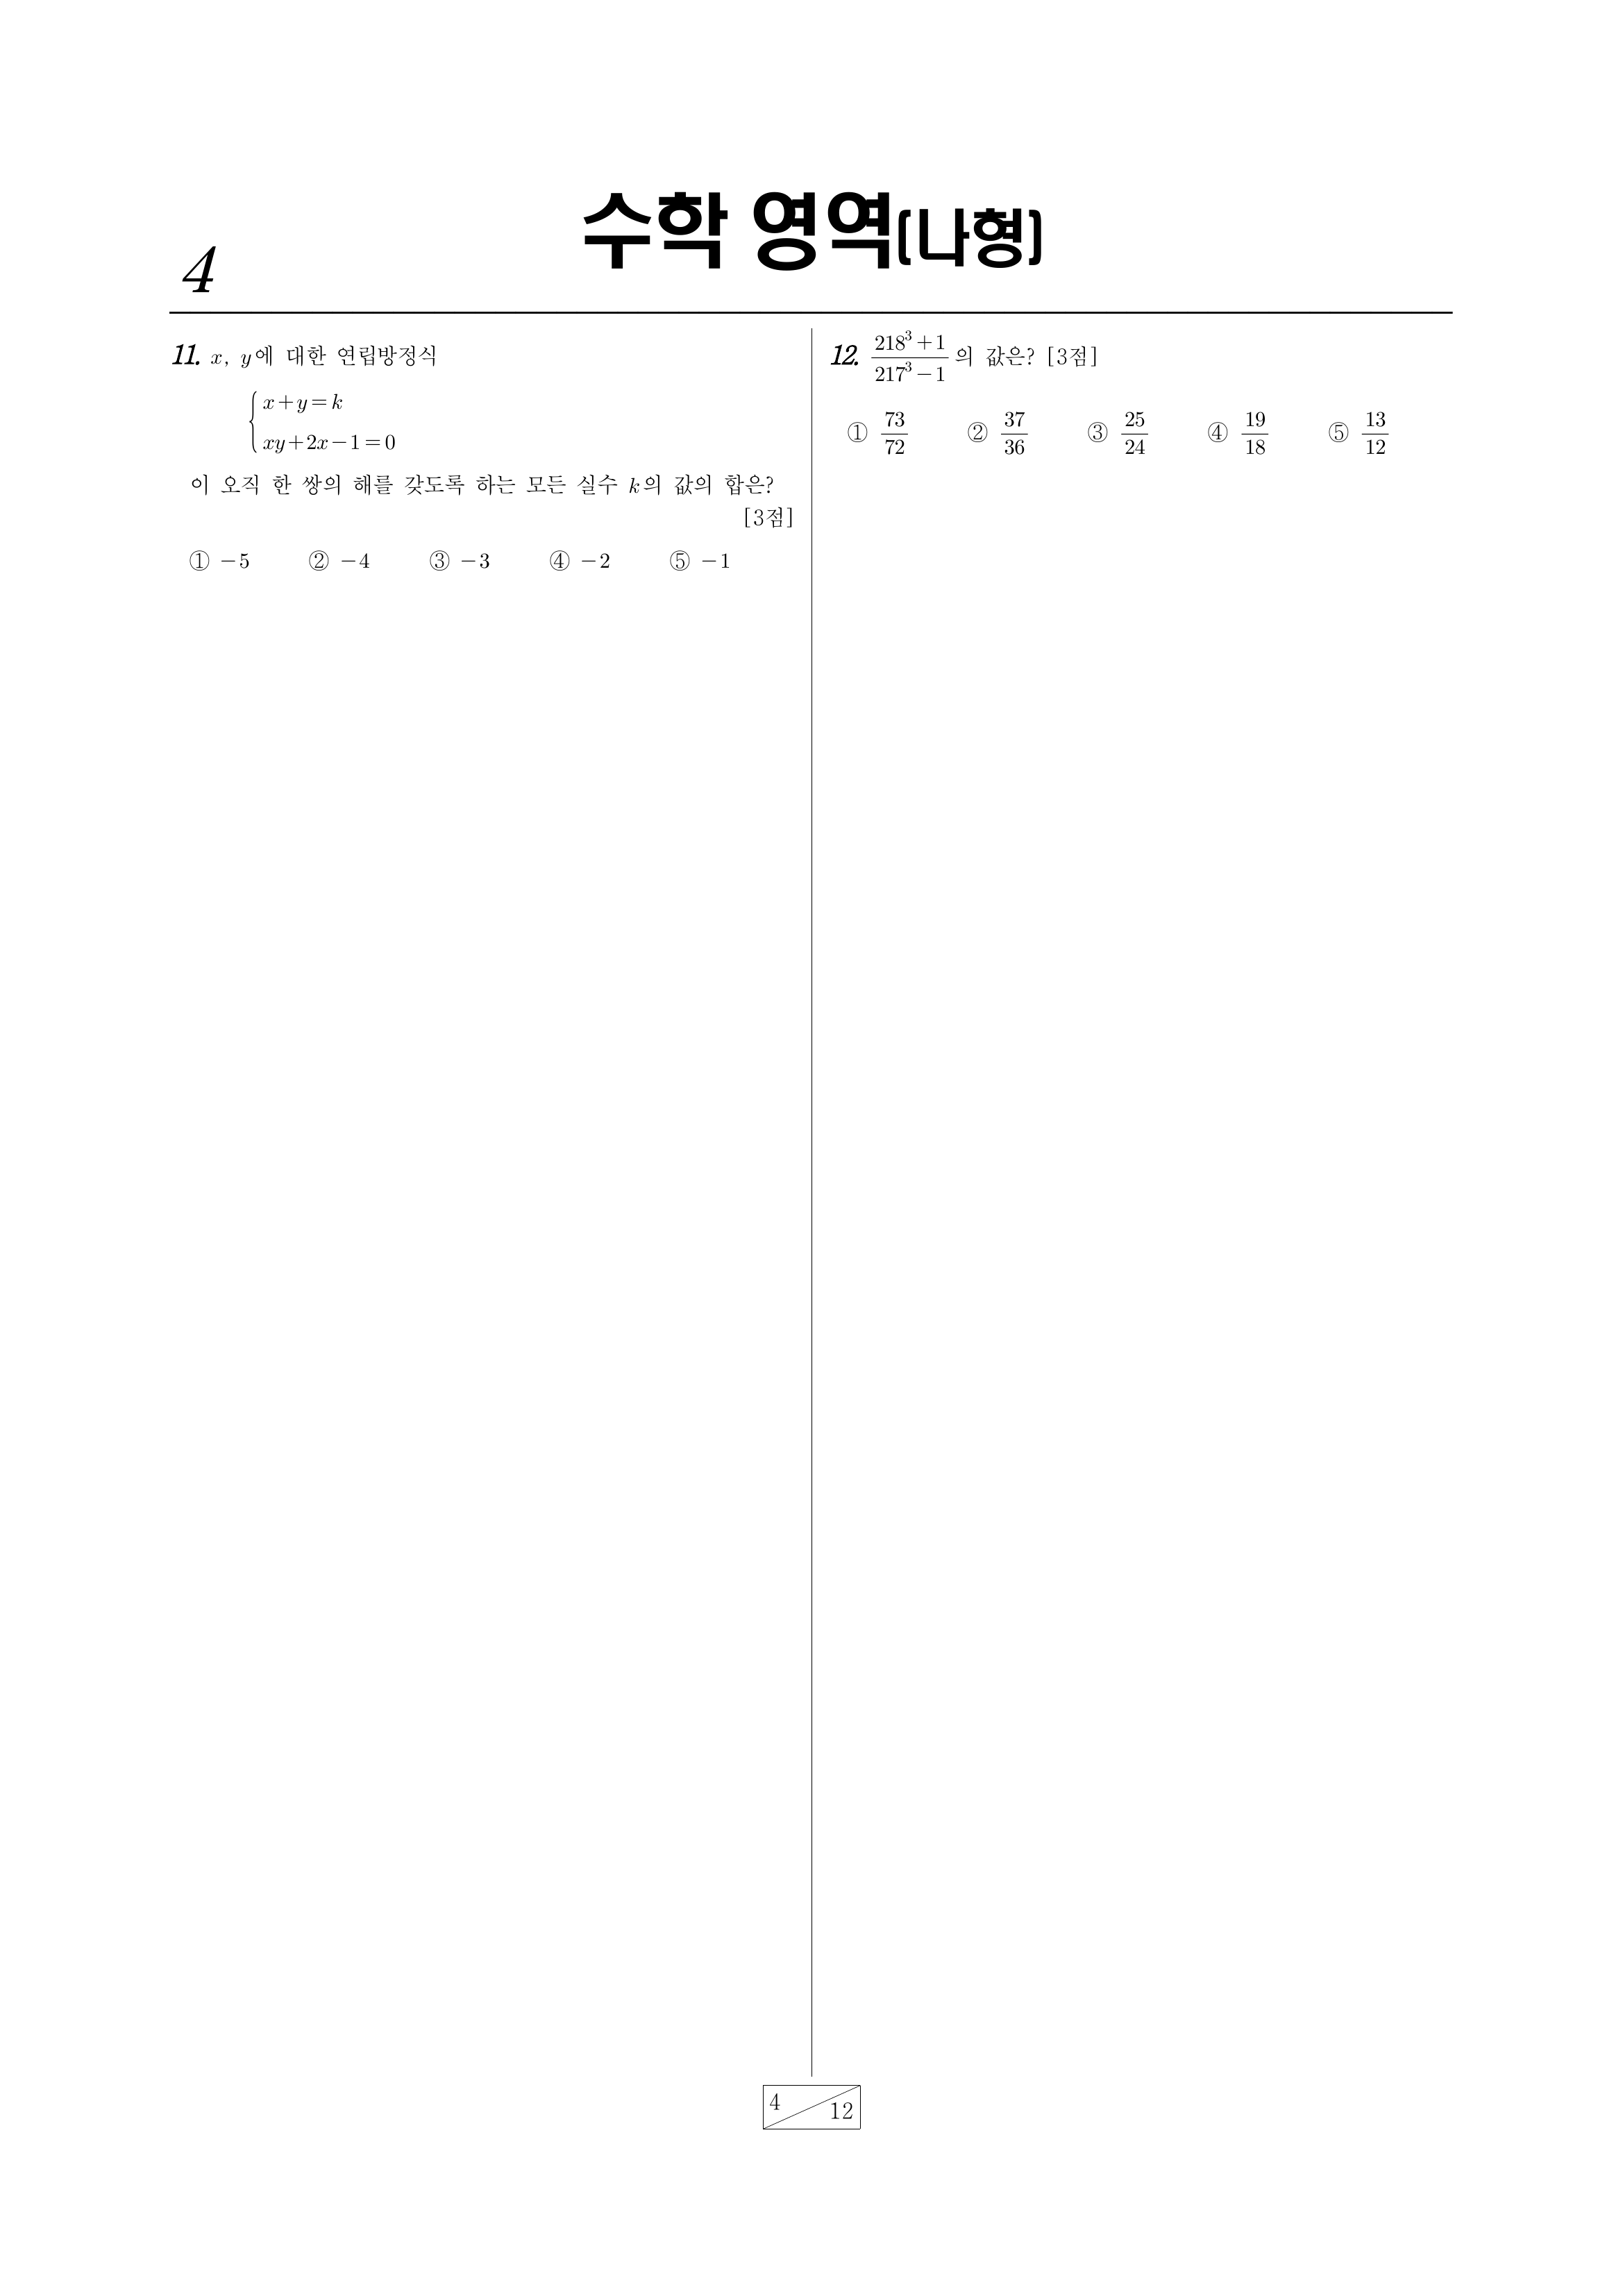 수학 영역(나형)
4
11. x, y에 대한 연립방정식
x+y=k
xy+2x-1=0
이 오직 한 쌍의 해를 갖도록 하는 모든 실수 k의 값의 합은?
[3점]
① -5 ② -4 ③ -3 ④ -2 ⑤ -1
12. \frac{218^3+1}{217^3-1}의 값은? [3점]
① \frac{73}{72} ② \frac{37}{36} ③ \frac{25}{24} ④ \frac{19}{18} ⑤ \frac{13}{12}
4 12